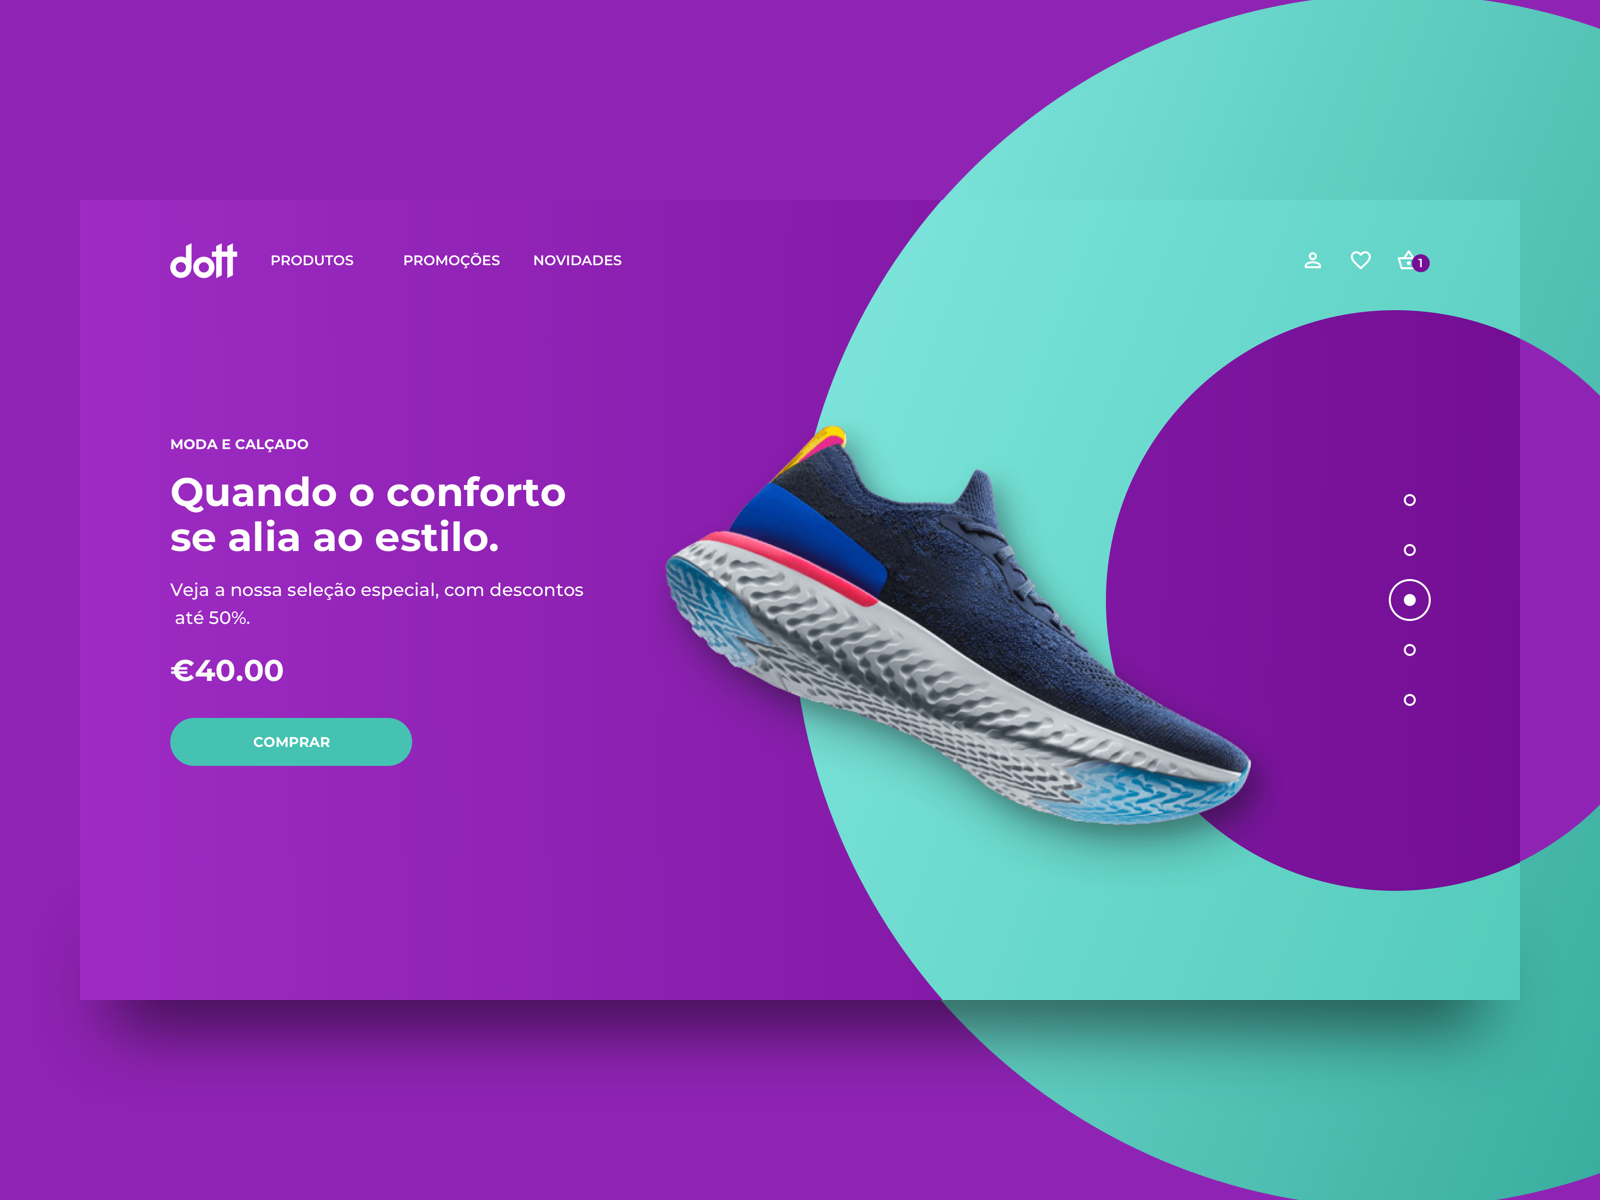 dott
PRODUTOS
PROMOÇÕES
NOVIDADES
1
MODA E CALÇADO
Quando o conforto
se alia ao estilo.
Veja a nossa seleção especial, com descontos
até 50%.
€40.00
COMPRAR